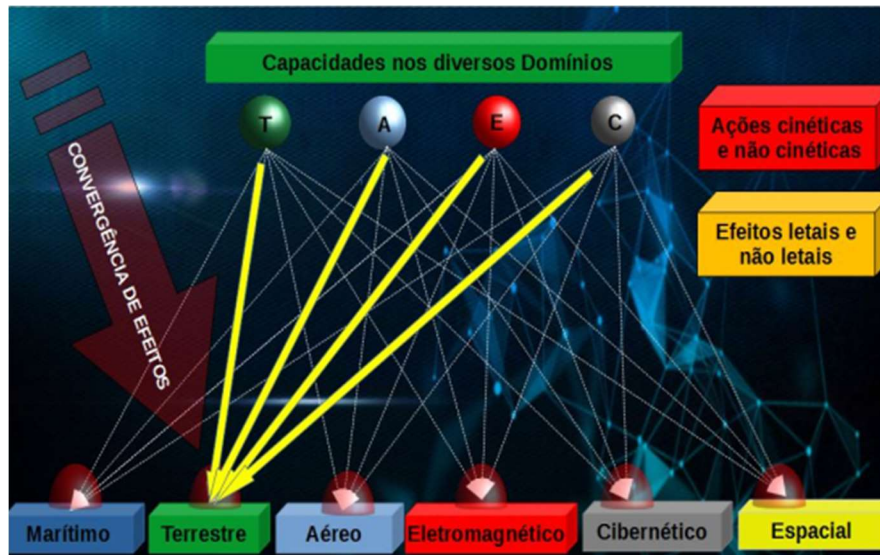 Capacidades nos diversos Domínios
T
A
E
C
Ações cinéticas
e não cinéticas
Efeitos letais e
não letais
CONVERGÊNCIA DE EFEITOS
Marítimo
Terrestre
Aéreo
Eletromagnético
Cibernético
Espacial